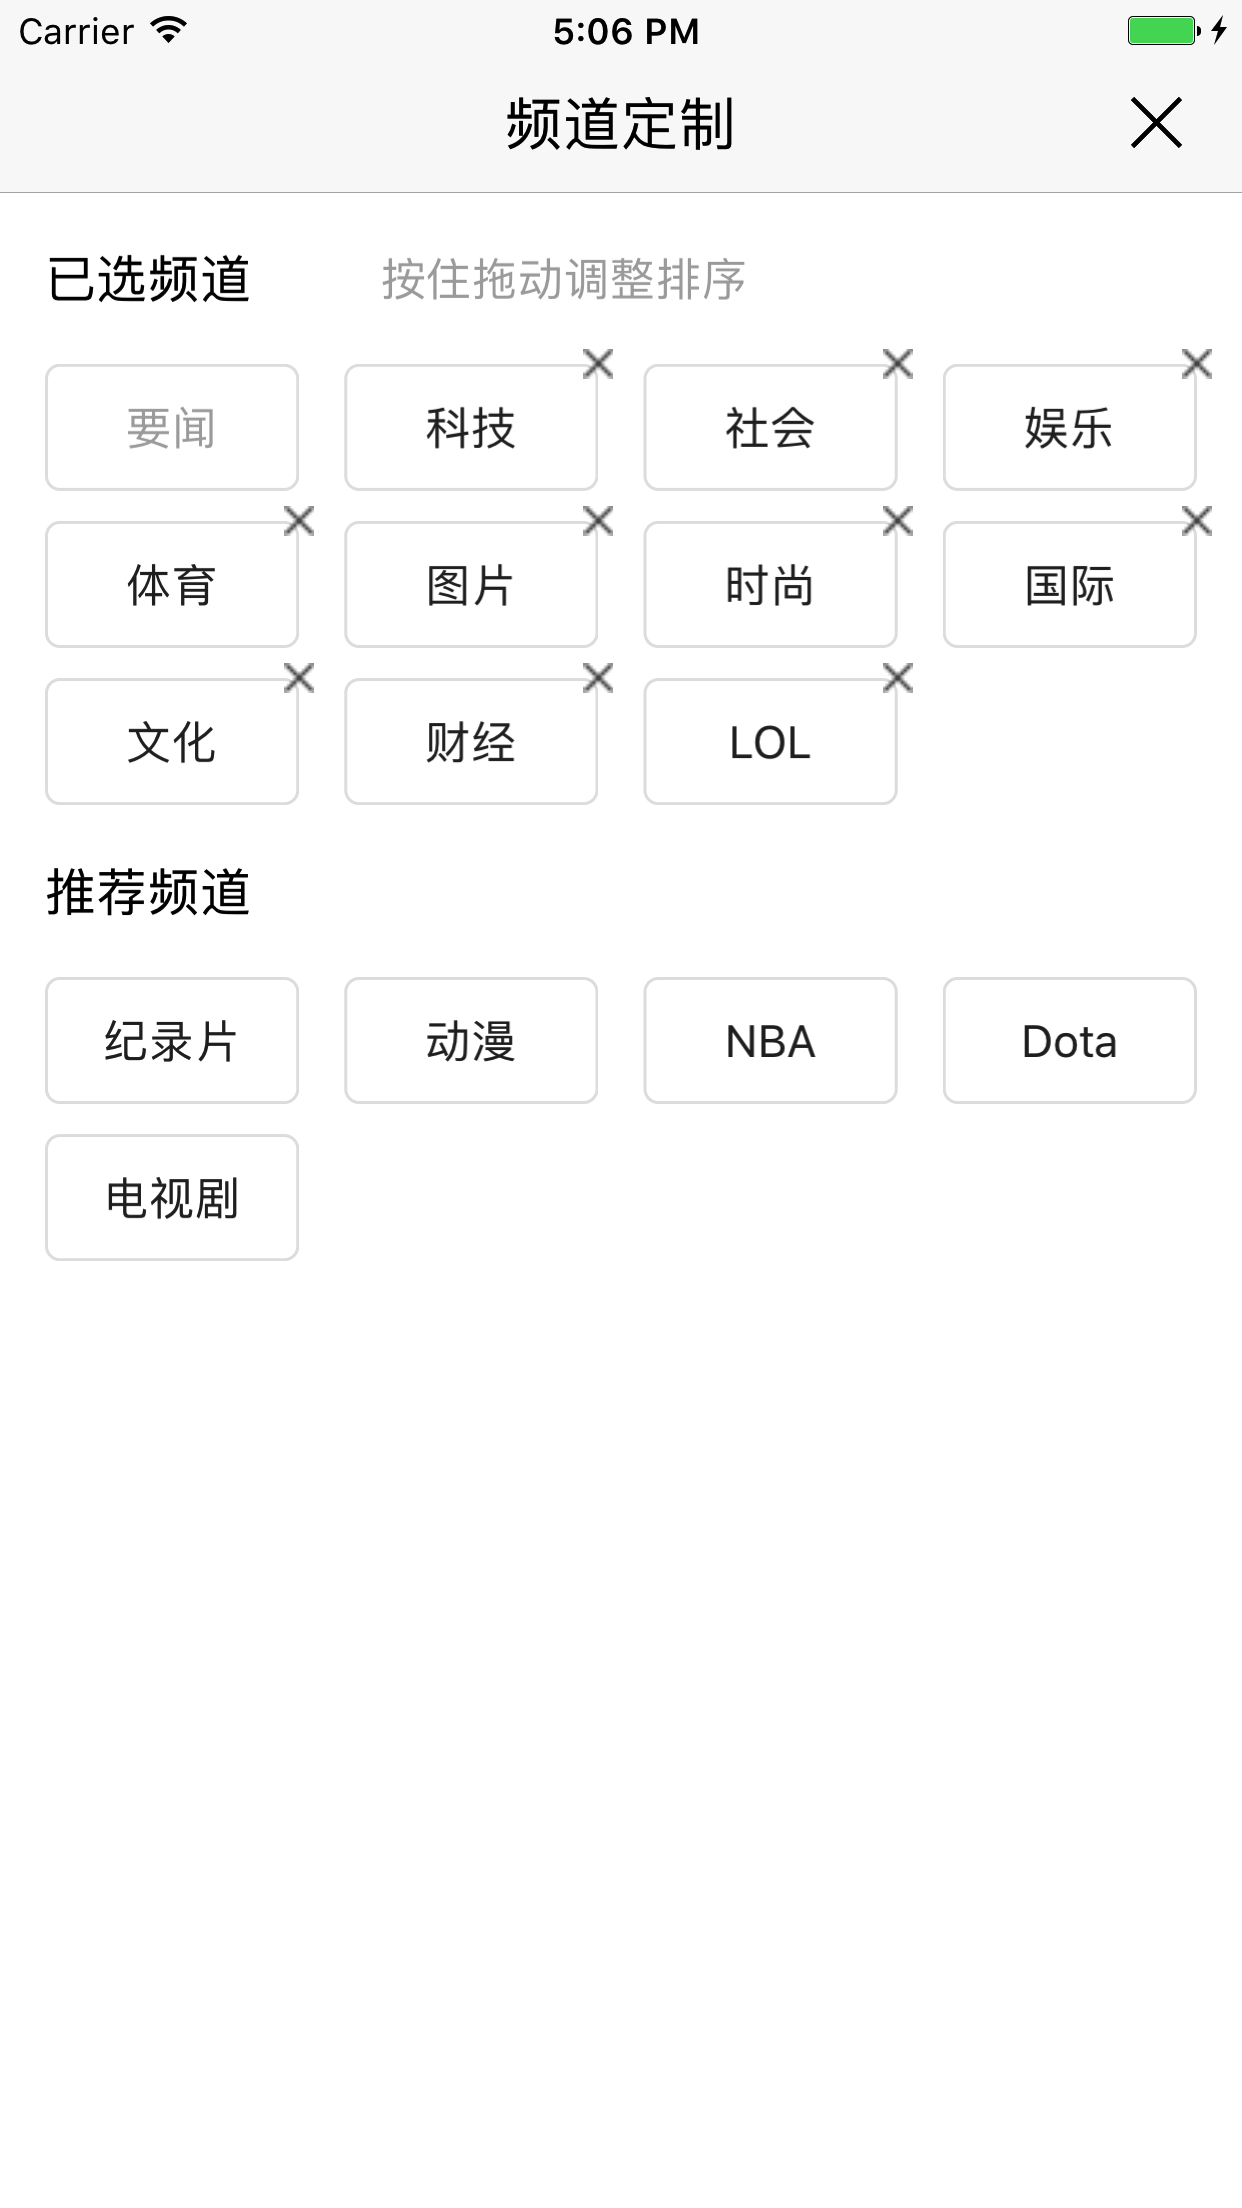 Carrier 5:06 PM
频道定制
已选频道 按住拖动调整排序
要闻 科技 社会 娱乐
体育 图片 时尚 国际
文化 财经 LOL
推荐频道
纪录片 动漫 NBA Dota
电视剧